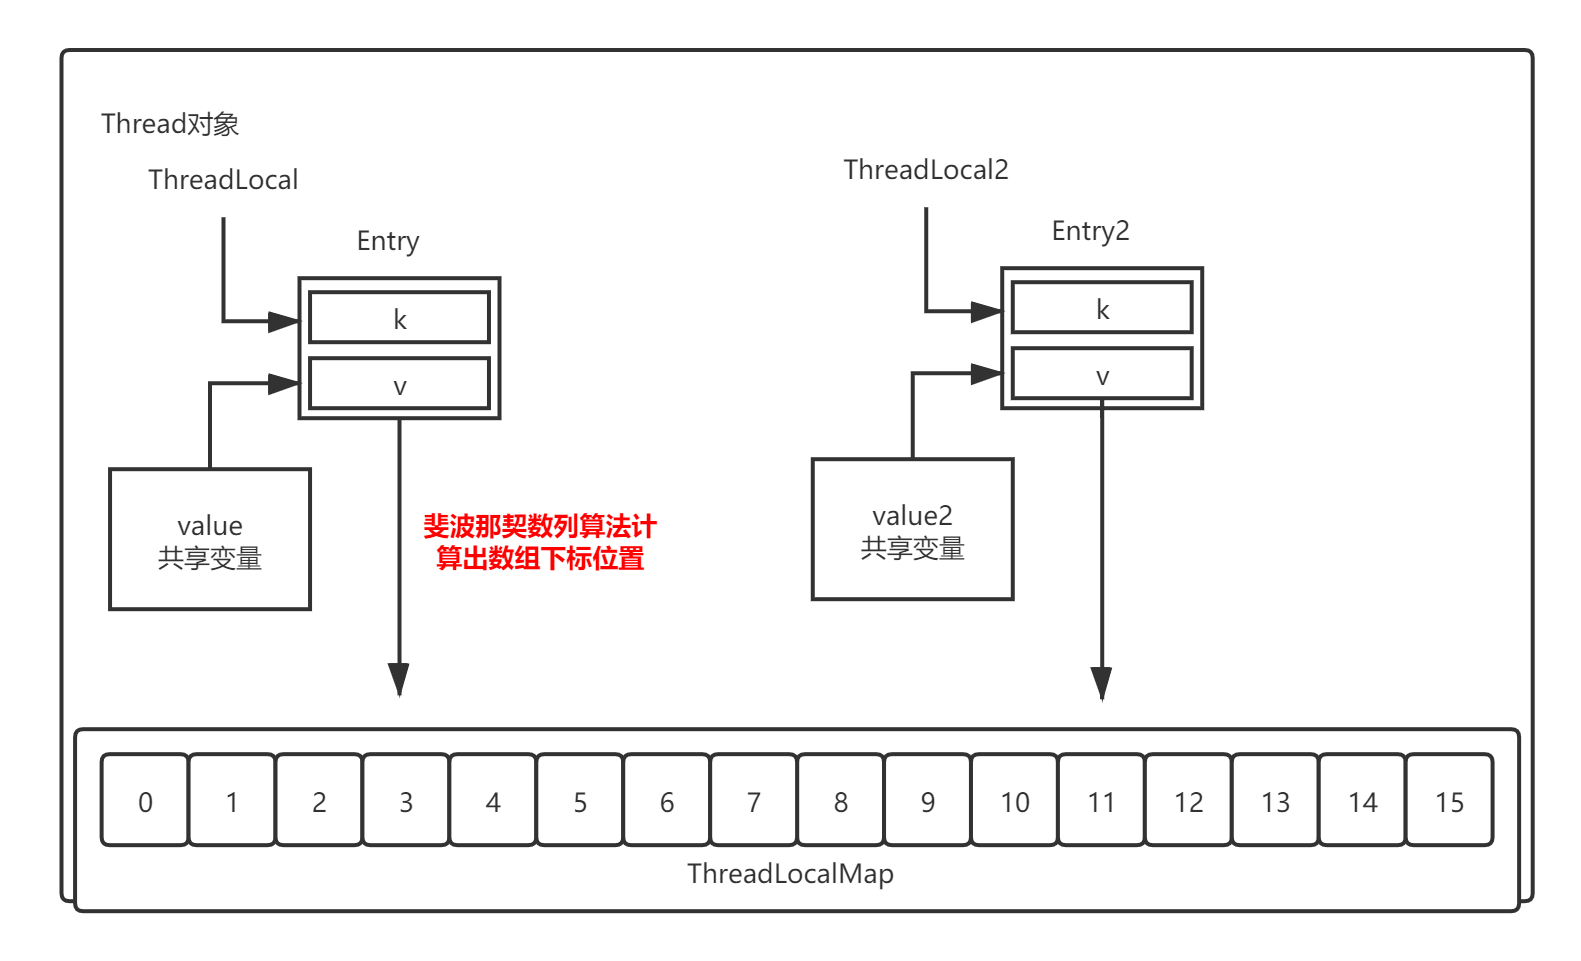 Thread对象
ThreadLocal
ThreadLocal2
Entry
Entry2
k
k
v
v
value
共享变量
value2
共享变量
斐波那契数列算法计
算出数组下标位置
0 1 2 3 4 5 6 7 8 9 10 11 12 13 14 15
ThreadLocalMap